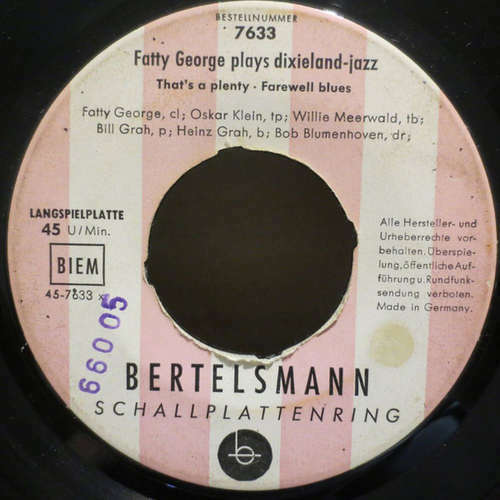 BESTELLNUMMER
7633
Fatty George plays dixieland-jazz
That's a plenty - Farewell blues
Fatty George, cl; Oskar Klein, tp; Willie Meerwald, tb;
Bill Grah, p; Heinz Grah, b; Bob Blumenhoven, dr;
LANGSPIELPLATTE
45 U/Min.
BIEM
45-7633 x
66005
Alle Hersteller- und
Urheberrechte vor-
behalten. Überspie-
lung, öffentliche Auf-
führung u. Rundfunk-
sendung verboten.
Made in Germany.
BERTELSMANN
SCHALLPLATTENRING
b